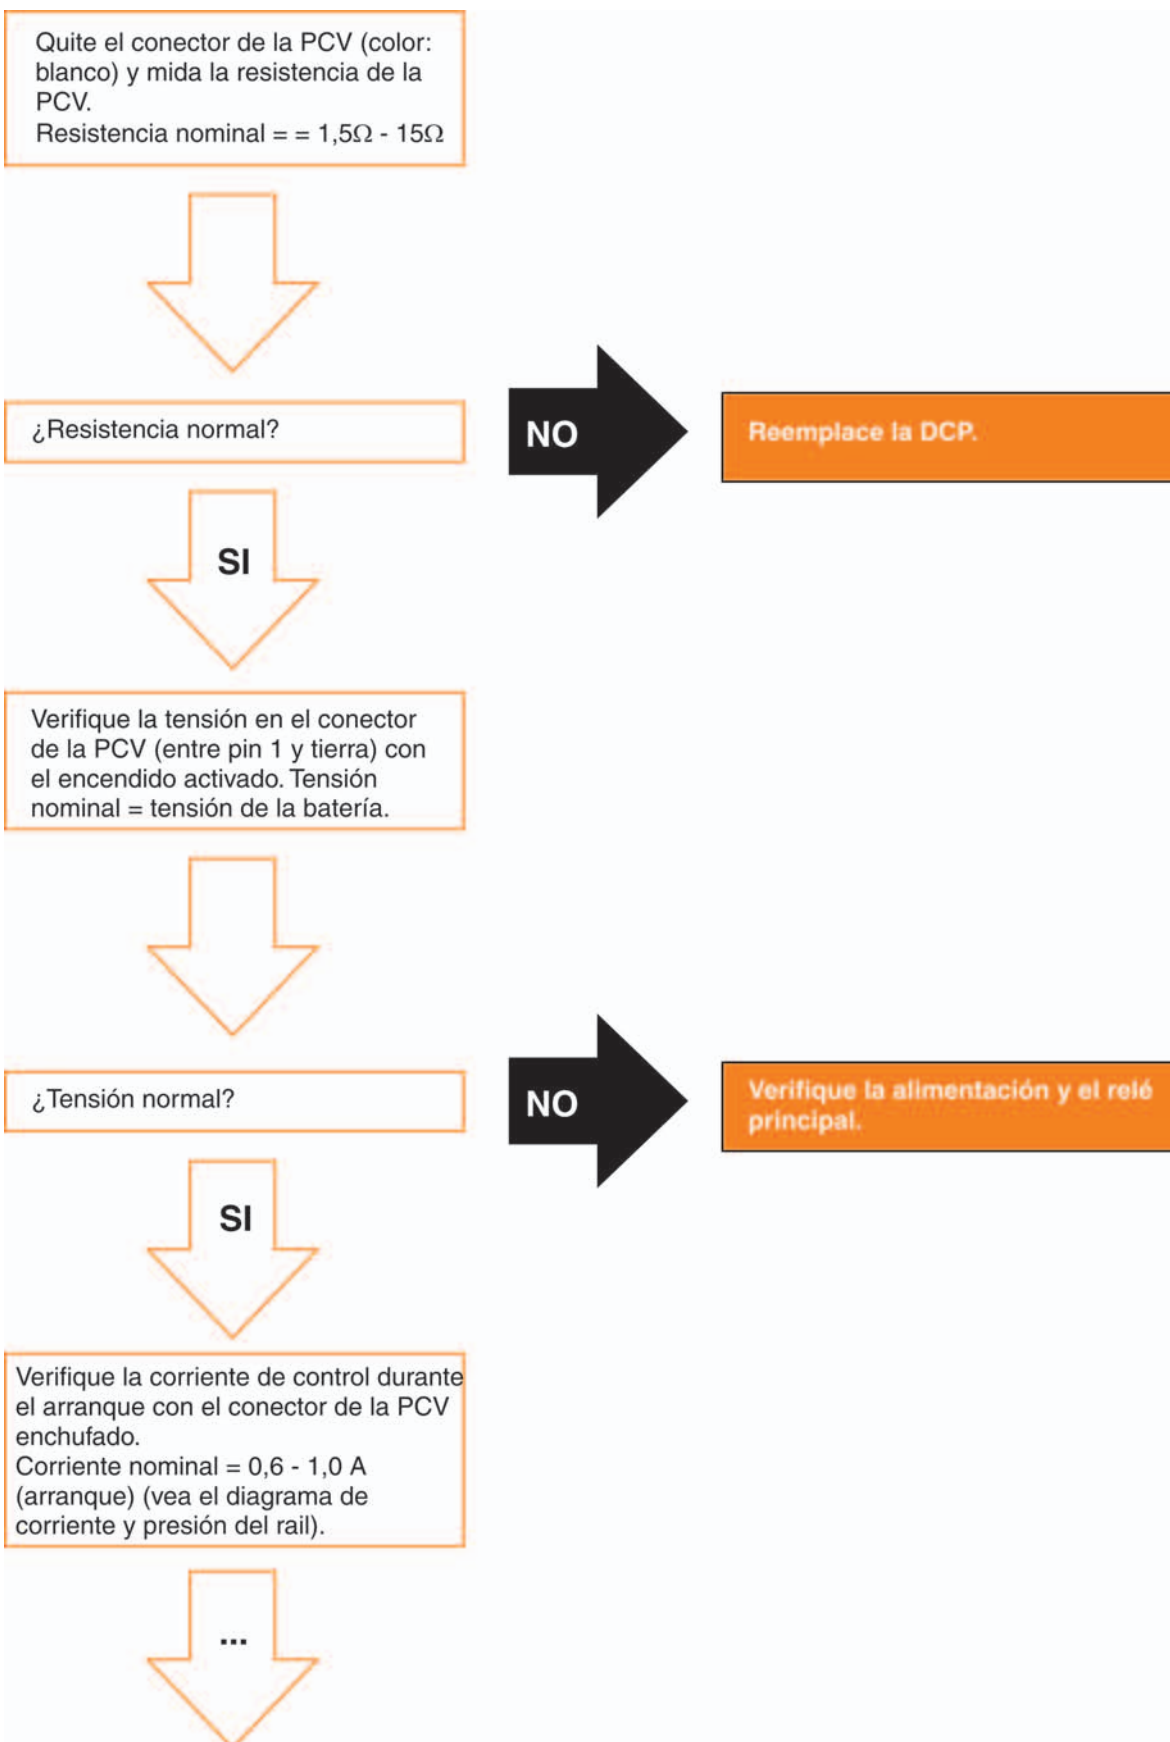 Quite el conector de la PCV (color:
blanco) y mida la resistencia de la
PCV.
Resistencia nominal = = 1,5Ω - 15Ω
¿Resistencia normal?
NO
Reemplace la DCP.
SI
Verifique la tensión en el conector
de la PCV (entre pin 1 y tierra) con
el encendido activado. Tensión
nominal = tensión de la batería.
¿Tensión normal?
NO
Verifique la alimentación y el relé
principal.
SI
Verifique la corriente de control durante
el arranque con el conector de la PCV
enchufado.
Corriente nominal = 0,6 - 1,0 A
(arranque) (vea el diagrama de
corriente y presión del rail).
...